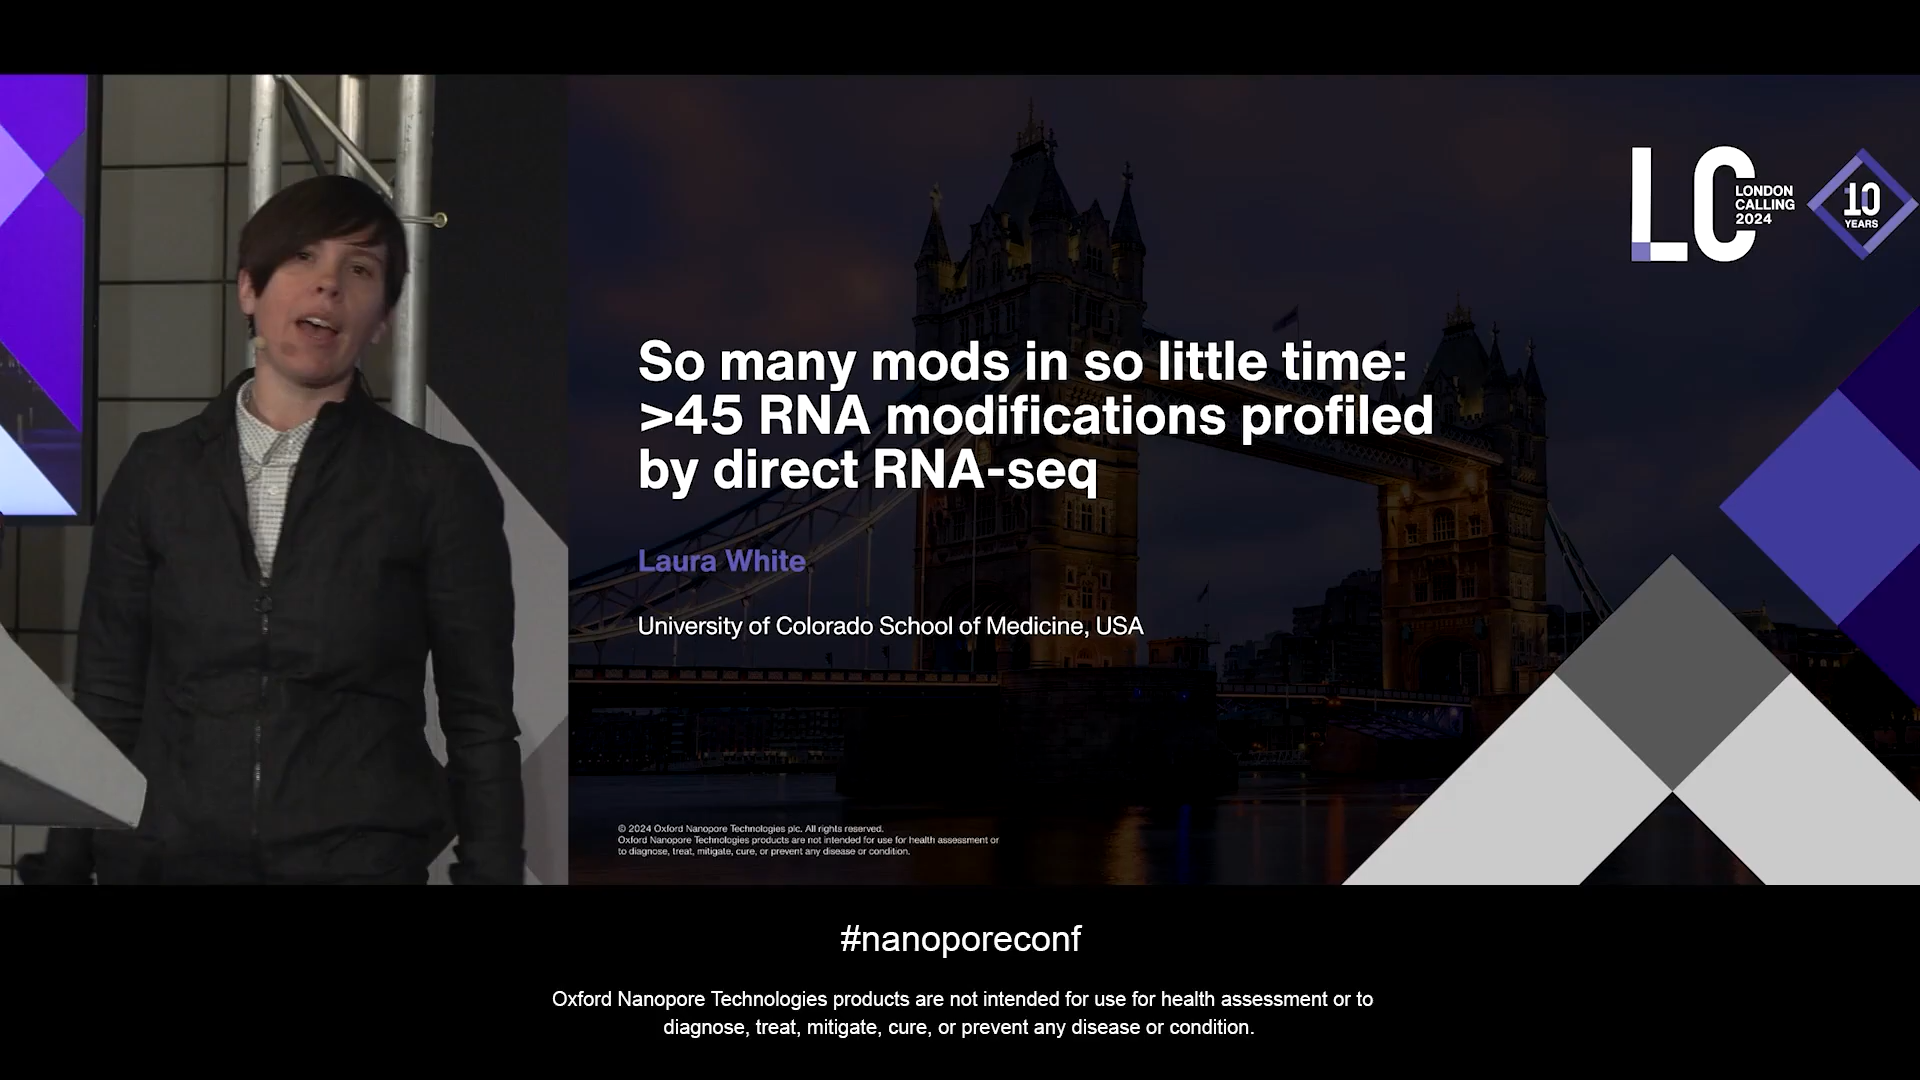 LC
LONDON
CALLING
2024
10
YEARS
So many mods in so little time:
>45 RNA modifications profiled
by direct RNA-seq
Laura White
University of Colorado School of Medicine, USA
© 2024 Oxford Nanopore Technologies plc. All rights reserved.
Oxford Nanopore Technologies products are not intended for use for health assessment or
to diagnose, treat, mitigate, cure, or prevent any disease or condition.
#nanoporeconf
Oxford Nanopore Technologies products are not intended for use for health assessment or to
diagnose, treat, mitigate, cure, or prevent any disease or condition.